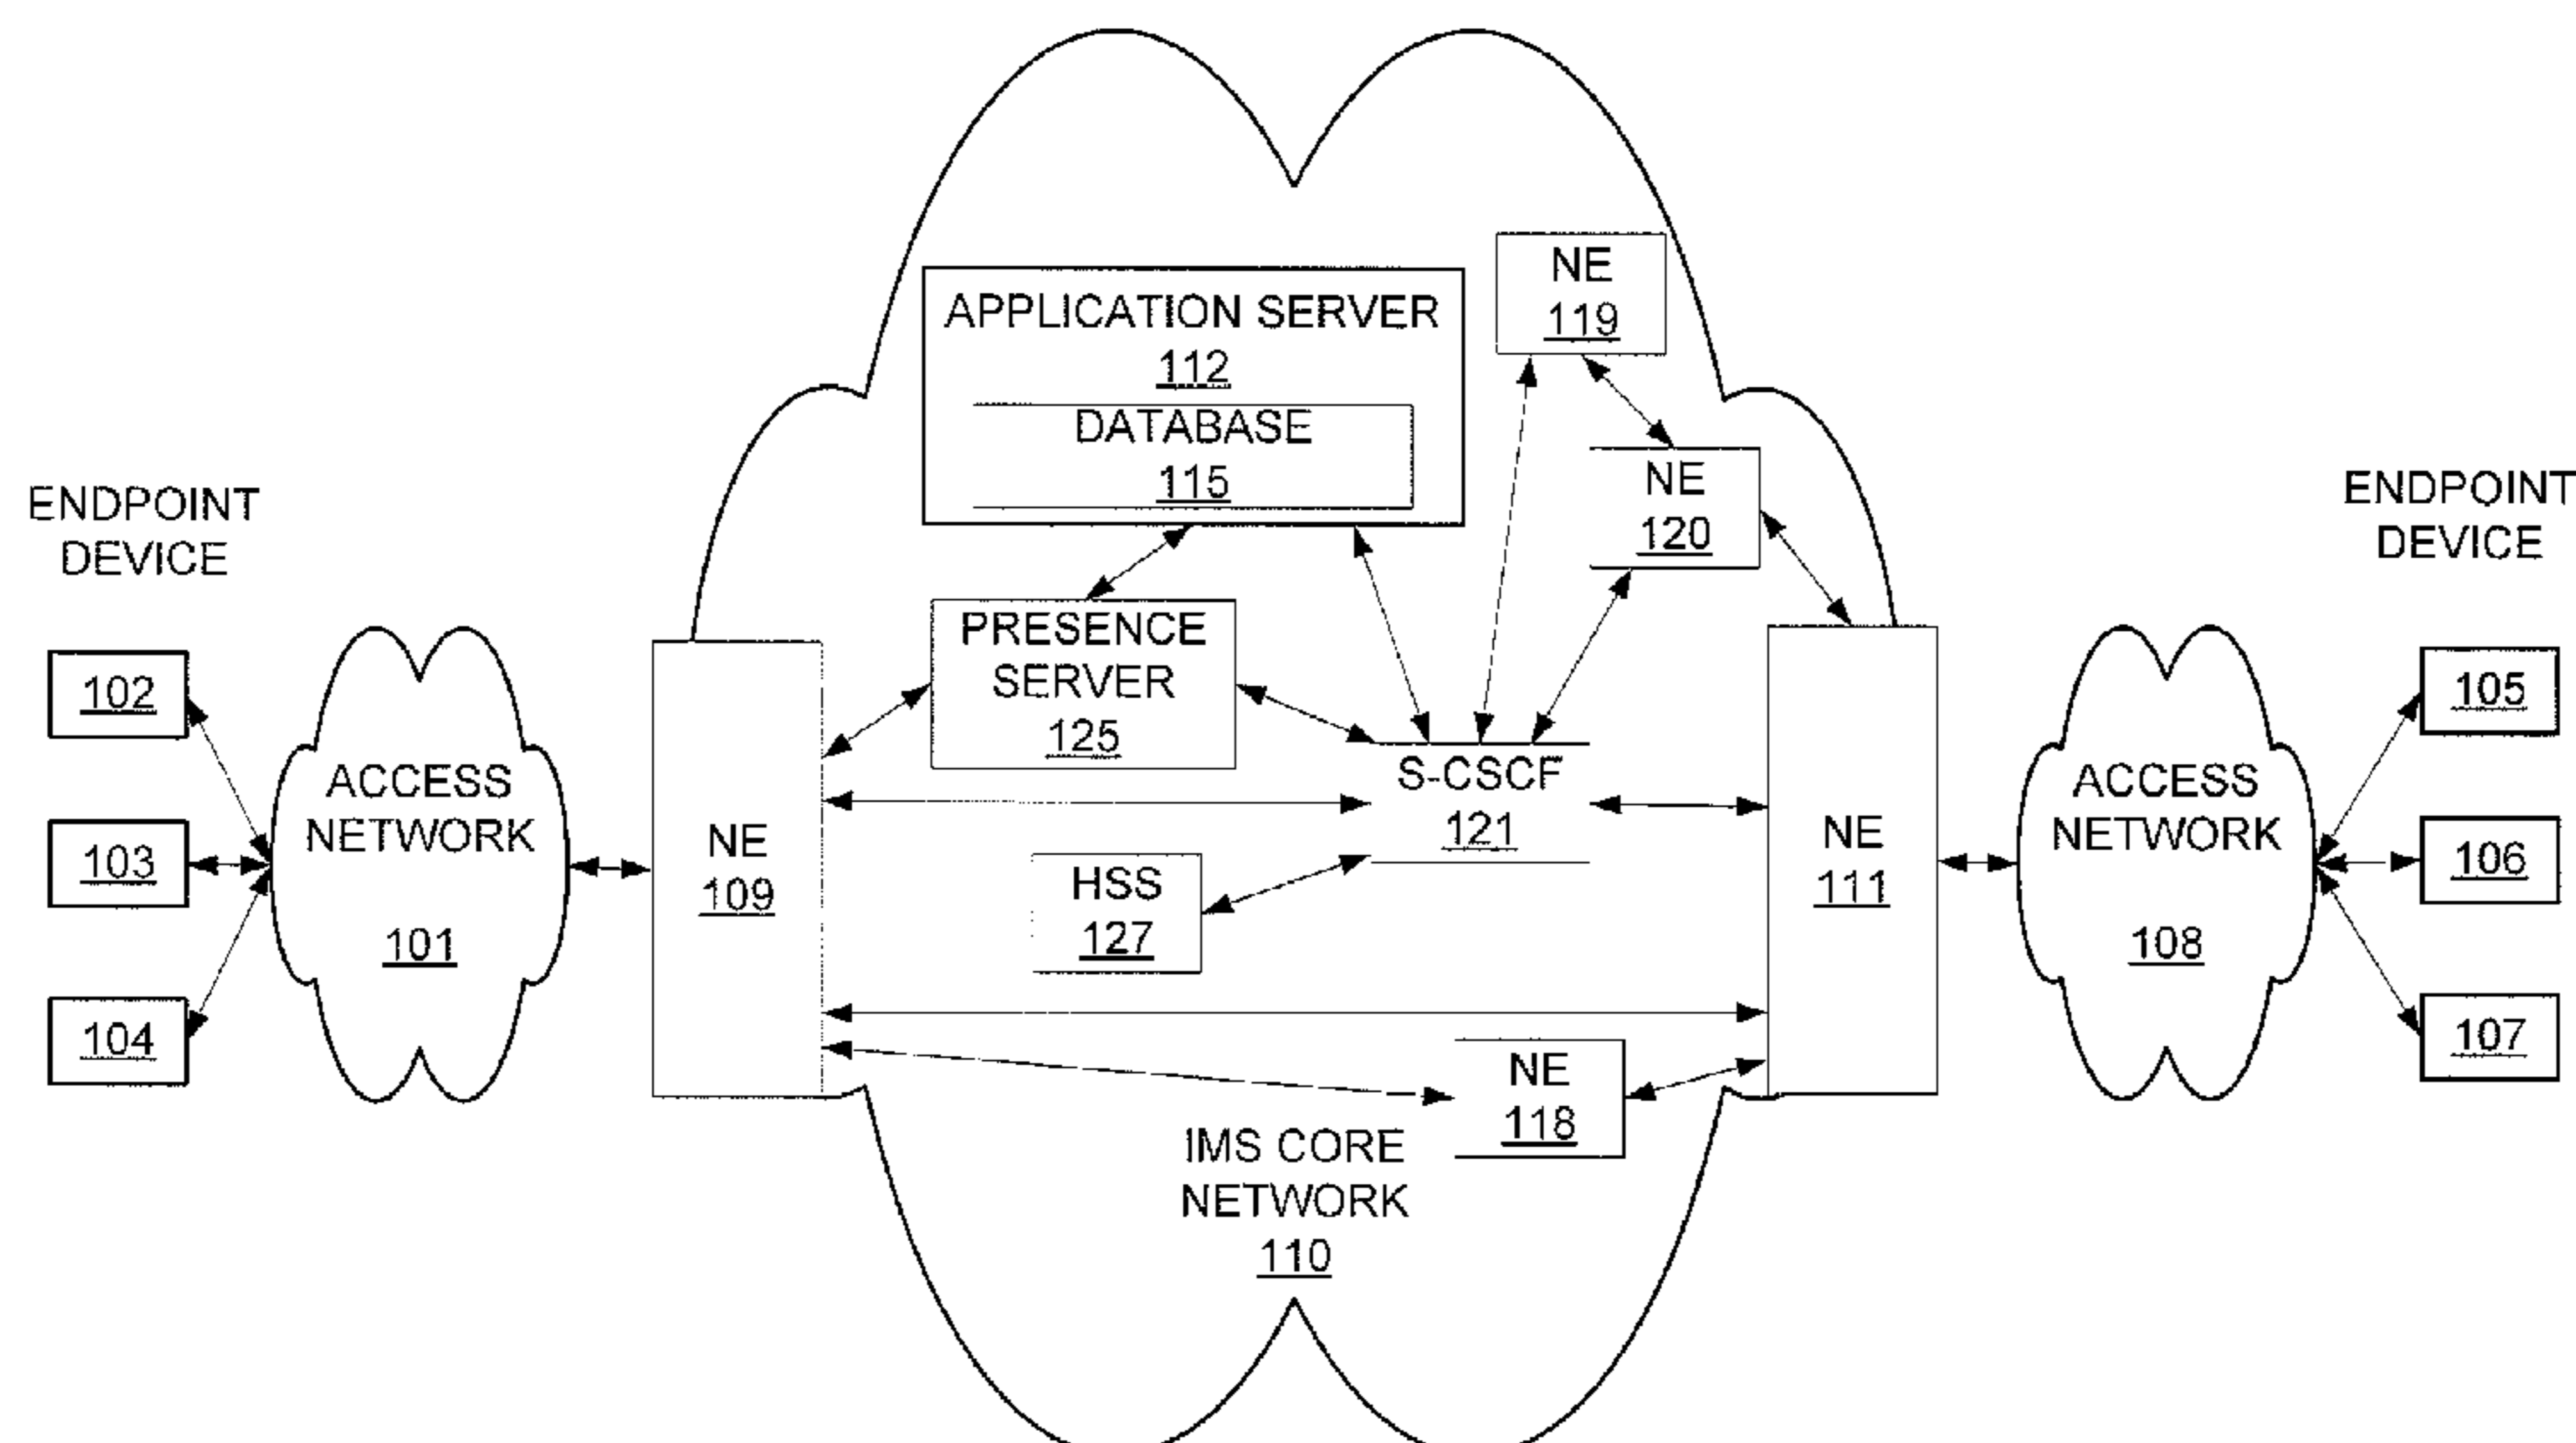 ENDPOINT
DEVICE
102
103
104
ACCESS
NETWORK
101
NE
109
APPLICATION SERVER
112
DATABASE
115
PRESENCE
SERVER
125
NE
119
NE
120
S-CSCF
121
HSS
127
NE
118
IMS CORE
NETWORK
110
NE
111
ACCESS
NETWORK
108
ENDPOINT
DEVICE
105
106
107